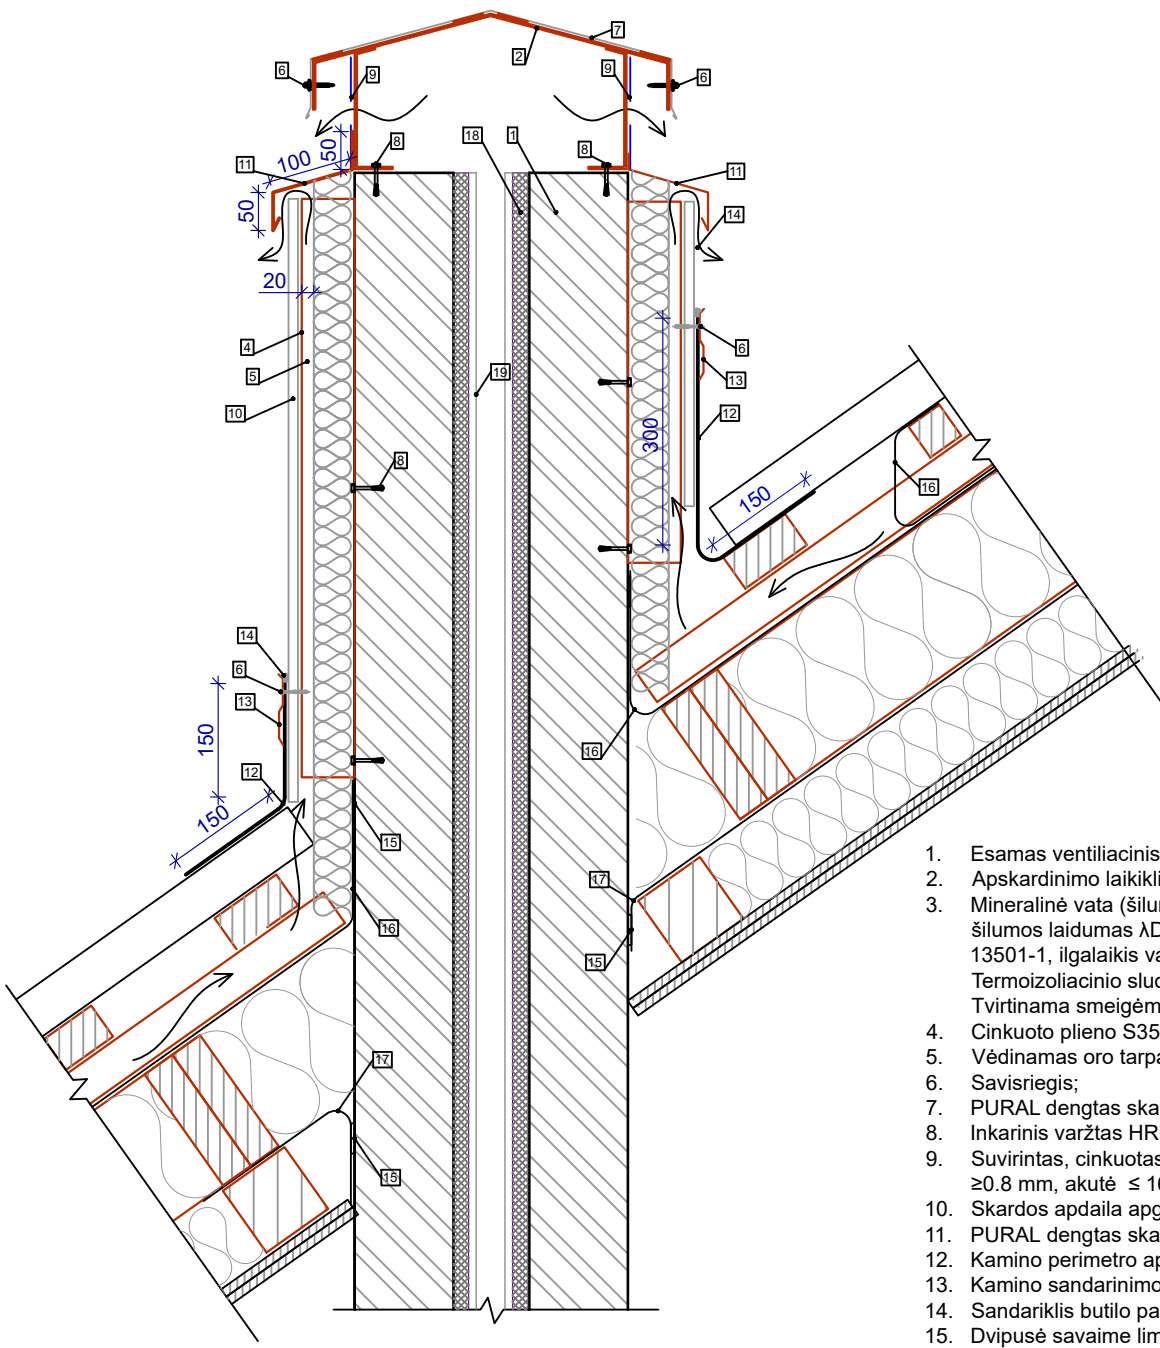 7
2
6
9
9
6
8
18
1
8
100
50
11
11
50
14
20
4
5
10
19
6
13
12
300
16
150
8
14
6
13
150
12
150
16
15
17
16
15
17
15
1. Esamas ventiliacinis
2. Apskardinimo laikikli
3. Mineralinė vata (šilu
šilumos laidumas λD
13501-1, ilgalaikis va
Termoizoliacinio sluo
Tvirtinama smeigėm
4. Cinkuoto plieno S35
5. Vėdinamas oro tarpa
6. Savisriegis;
7. PURAL dengtas ska
8. Inkarinis varžtas HR
9. Suvirintas, cinkuotas
≥0.8 mm, akutė ≤ 1
10. Skardos apdaila apg
11. PURAL dengtas ska
12. Kamino perimetro ap
13. Kamino sandarinimo
14. Sandariklis butilo pa
15. Dvipusė savaime lim